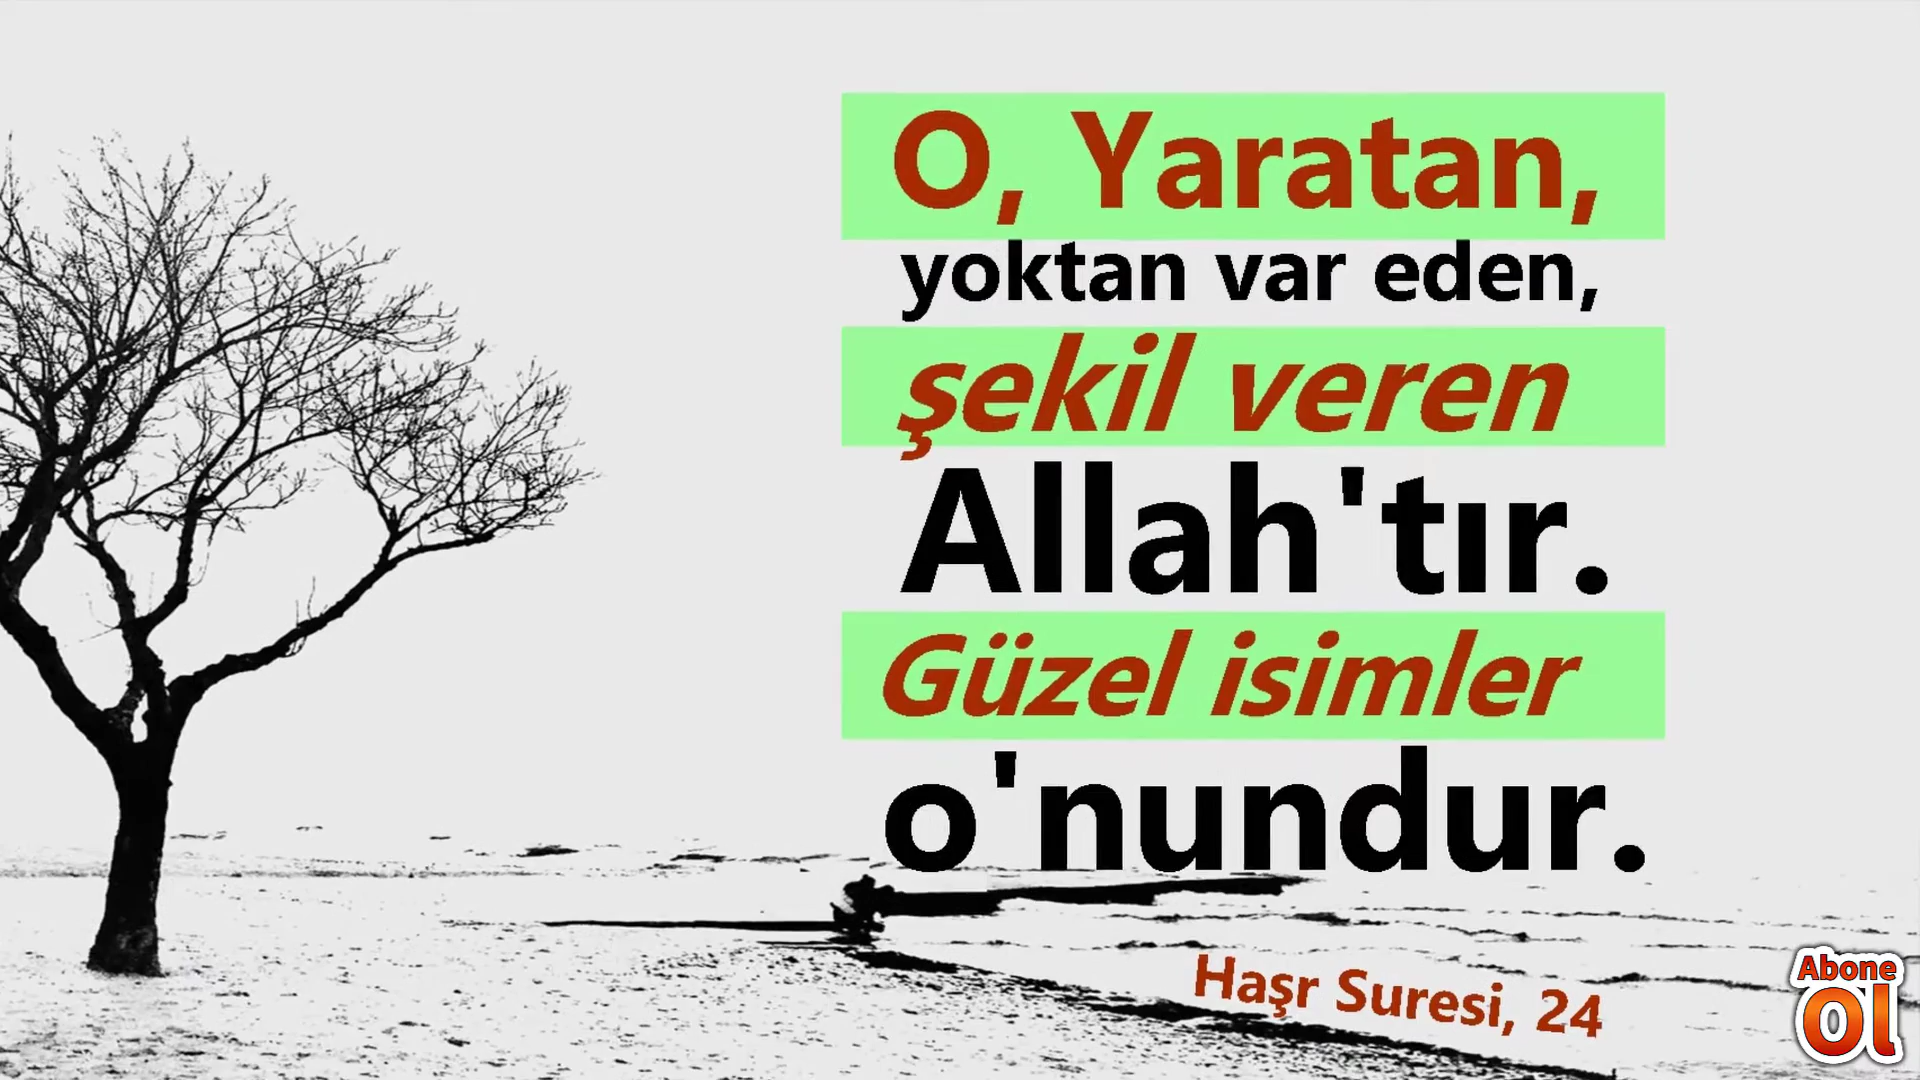 O, Yaratan,
yoktan var eden,
şekil veren
Allah'tır.
Güzel isimler
o'nundur.
Haşr Suresi, 24
Abone
Ol